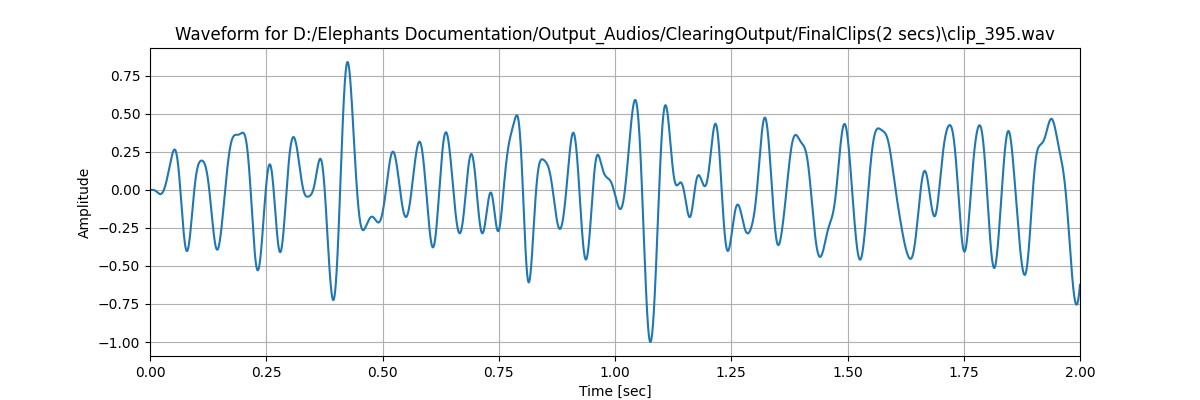 Waveform for D:/Elephants Documentation/Output_Audios/ClearingOutput/FinalClips(2 secs)\clip_395.wav
0.75
0.50
0.25
0.00
−0.25
−0.50
−0.75
−1.00
Amplitude
0.00 0.25 0.50 0.75 1.00 1.25 1.50 1.75 2.00
Time [sec]